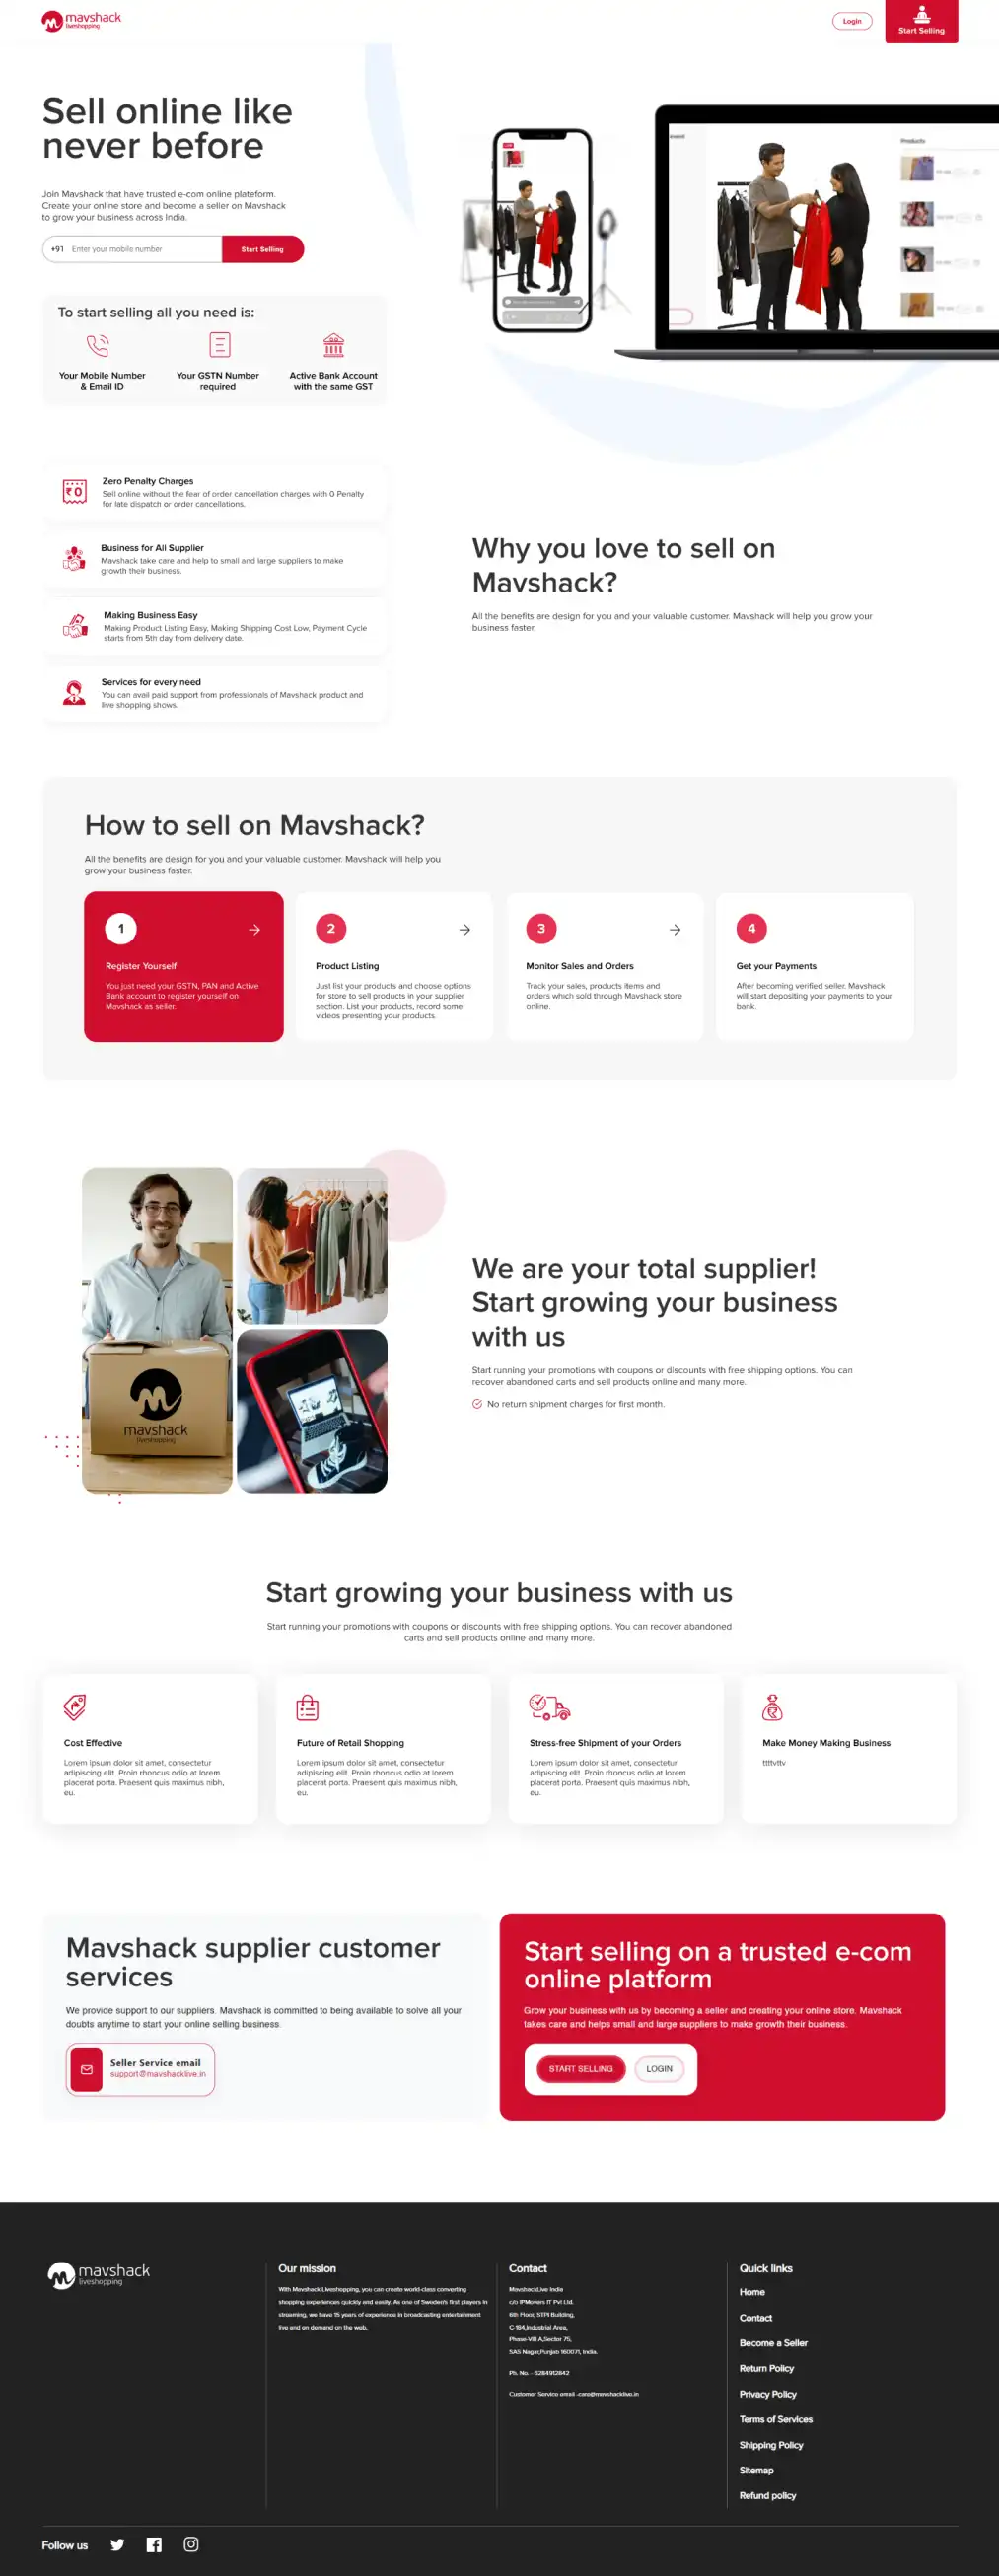 mavshack
liveshopping
Login
Start Selling
Sell online like
never before
Join Mavshack that have trusted e-com online plateform.
Create your online store and become a seller on Mavshack
to grow your business across India.
+91 Enter your mobile number
Start Selling
To start selling all you need is:
Your Mobile Number
& Email ID
Your GSTN Number
required
Active Bank Account
with the same GST
Products
Zero Penalty Charges
Sell online without the fear of order cancellation charges with 0 Penalty
for late dispatch or order cancellations.
Business for All Supplier
Mavshack take care and help to small and large suppliers to make
growth their business.
Making Business Easy
Making Product Listing Easy, Making Shipping Cost Low, Payment Cycle
starts from 5th day from delivery date.
Services for every need
You can avail paid support from professionals of Mavshack product and
live shopping shows.
Why you love to sell on
Mavshack?
All the benefits are design for you and your valuable customer. Mavshack will help you grow your
business faster.
How to sell on Mavshack?
All the benefits are design for you and your valuable customer. Mavshack will help you
grow your business faster.
1
Register Yourself
You just need your GSTN, PAN and Active
Bank account to register yourself on
Mavshack as seller.
2
Product Listing
Just list your products and choose options
for store to sell products in your supplier
section. List your products, record some
videos presenting your products.
3
Monitor Sales and Orders
Track your sales, products items and
orders which sold through Mavshack store
online.
4
Get your Payments
After becoming verified seller. Mavshack
will start depositing your payments to your
bank.
mavshack
liveshopping
We are your total supplier!
Start growing your business
with us
Start running your promotions with coupons or discounts with free shipping options. You can
recover abandoned carts and sell products online and many more.
No return shipment charges for first month.
Start growing your business with us
Start running your promotions with coupons or discounts with free shipping options. You can recover abandoned
carts and sell products online and many more.
Cost Effective
Lorem ipsum dolor sit amet, consectetur
adipiscing elit. Proin rhoncus odio at lorem
placerat porta. Praesent quis maximus nibh,
eu.
Future of Retail Shopping
Lorem ipsum dolor sit amet, consectetur
adipiscing elit. Proin rhoncus odio at lorem
placerat porta. Praesent quis maximus nibh,
eu.
Stress-free Shipment of your Orders
Lorem ipsum dolor sit amet, consectetur
adipiscing elit. Proin rhoncus odio at lorem
placerat porta. Praesent quis maximus nibh,
eu.
Make Money Making Business
Mavshack supplier customer
services
We provide support to our suppliers. Mavshack is committed to being available to solve all your
doubts anytime to start your online selling business.
Seller Service email
support@mavshacklive.in
Start selling on a trusted e-com
online platform
Grow your business with us by becoming a seller and creating your online store. Mavshack
takes care and helps small and large suppliers to make growth their business.
START SELLING
LOGIN
mavshack
liveshopping
Our mission
With Mavshack Liveshopping, you can create world-class converting
shopping experiences quickly and easily. As one of Sweden's first players in
streaming, we have 15 years of experience in broadcasting entertainment
live and on demand on the web.
Contact
MavshackLive India
c/o IPMovers IT Pvt Ltd.
6th Floor, STPI Building,
C-184,Industrial Area,
Phase-VIII A,Sector 75,
SAS Nagar,Punjab 160071, India.
Ph. No. - 6284912842
Customer Service email -care@mavshacklive.in
Quick links
Home
Contact
Become a Seller
Return Policy
Privacy Policy
Terms of Services
Shipping Policy
Sitemap
Refund policy
Follow us